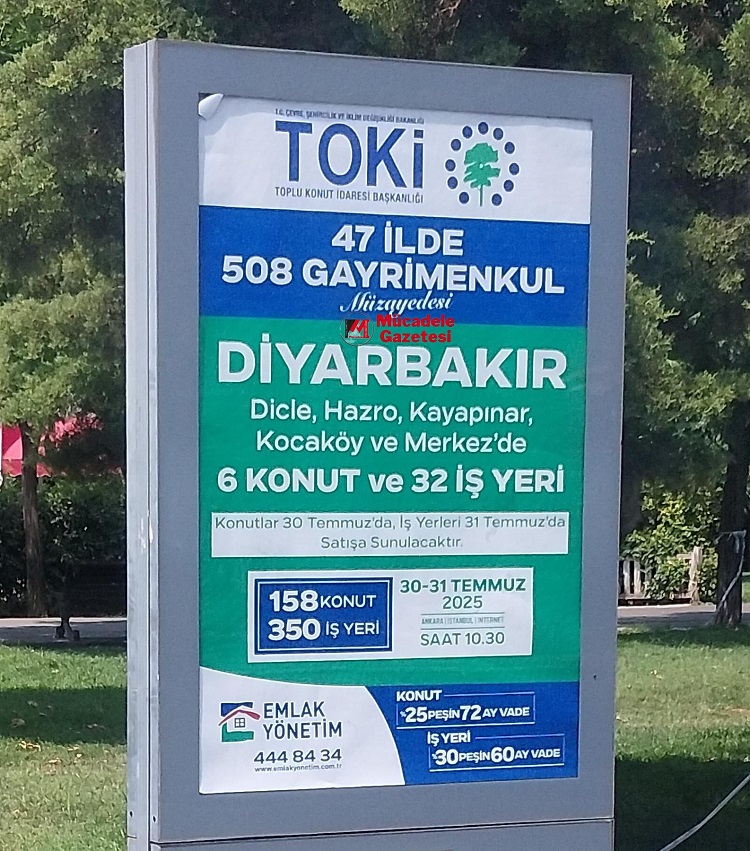 T.C. ÇEVRE, ŞEHİRCİLİK VE İKLİM DEĞİŞİKLİĞİ BAKANLIĞI
TOKİ
TOPLU KONUT İDARESİ BAŞKANLIĞI
47 İLDE
508 GAYRİMENKUL
Müzayedesi
Mücadele
Gazetesi
DİYARBAKIR
Dicle, Hazro, Kayapınar,
Kocaköy ve Merkez'de
6 KONUT ve 32 İŞ YERİ
Konutlar 30 Temmuz'da, İş Yerleri 31 Temmuz'da
Satışa Sunulacaktır.
158 KONUT
350 İŞ YERİ
30-31 TEMMUZ
2025
ANKARA | İSTANBUL | İNTERNET
SAAT 10.30
EMLAK
YÖNETİM
444 84 34
www.emlakyonetim.com.tr
KONUT
%25 PEŞİN 72 AY VADE
İŞ YERİ
%30 PEŞİN 60 AY VADE